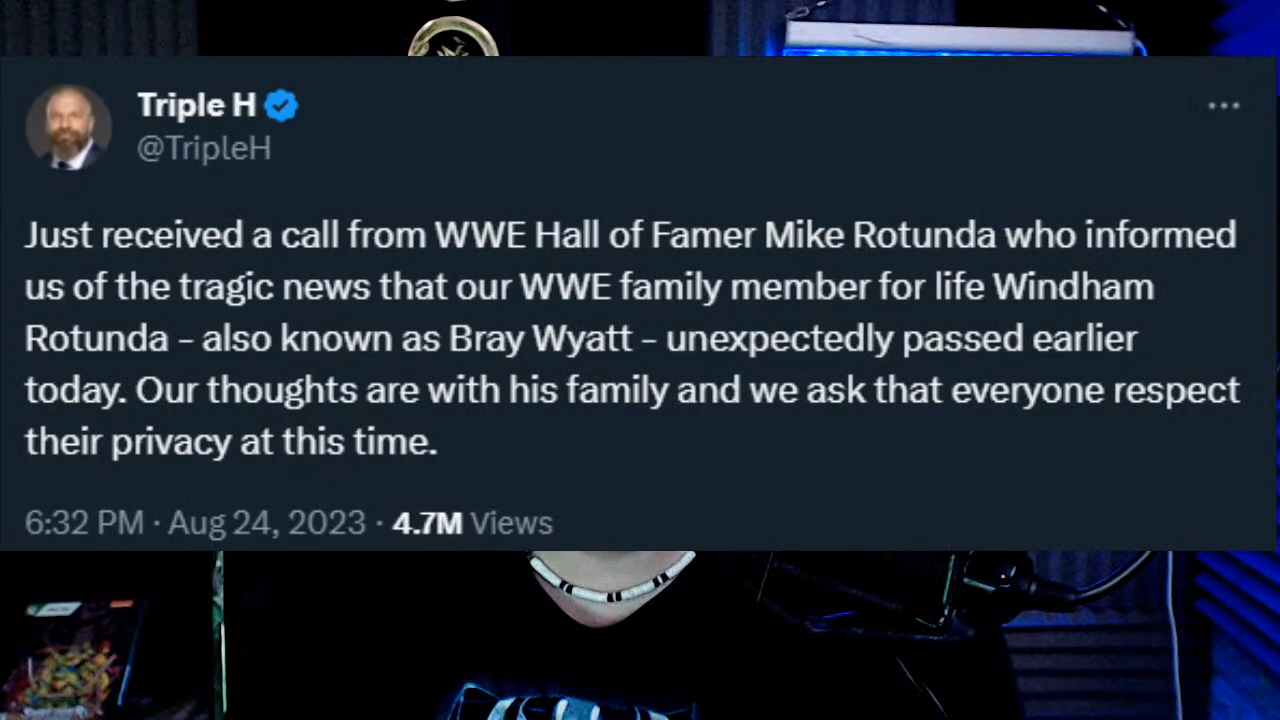 Triple H
@TripleH
Just received a call from WWE Hall of Famer Mike Rotunda who informed
us of the tragic news that our WWE family member for life Windham
Rotunda - also known as Bray Wyatt - unexpectedly passed earlier
today. Our thoughts are with his family and we ask that everyone respect
their privacy at this time.
6:32 PM · Aug 24, 2023 · 4.7M Views